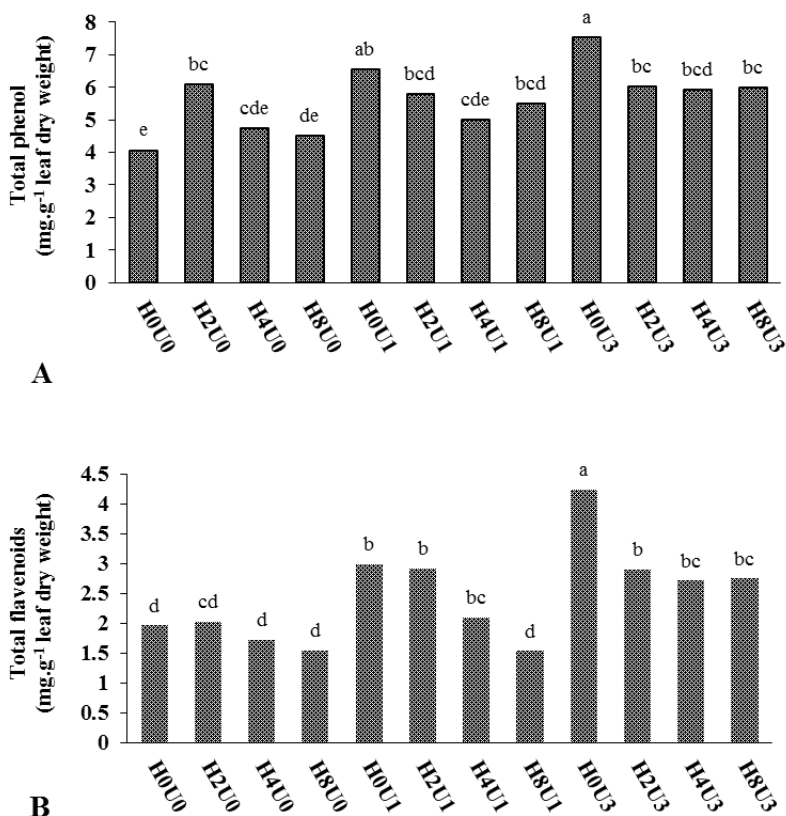 Total phenol
(mg.g⁻¹ leaf dry weight)
8
7
6
5
4
3
2
1
0
e
bc
cde
de
ab
bcd
cde
bcd
a
bc
bcd
bc
H0U0
H2U0
H4U0
H8U0
H0U1
H2U1
H4U1
H8U1
H0U3
H2U3
H4U3
H8U3
A
Total flavenoids
(mg.g⁻¹ leaf dry weight)
4.5
4
3.5
3
2.5
2
1.5
1
0.5
0
d
cd
d
d
b
b
bc
d
a
b
bc
bc
H0U0
H2U0
H4U0
H8U0
H0U1
H2U1
H4U1
H8U1
H0U3
H2U3
H4U3
H8U3
B